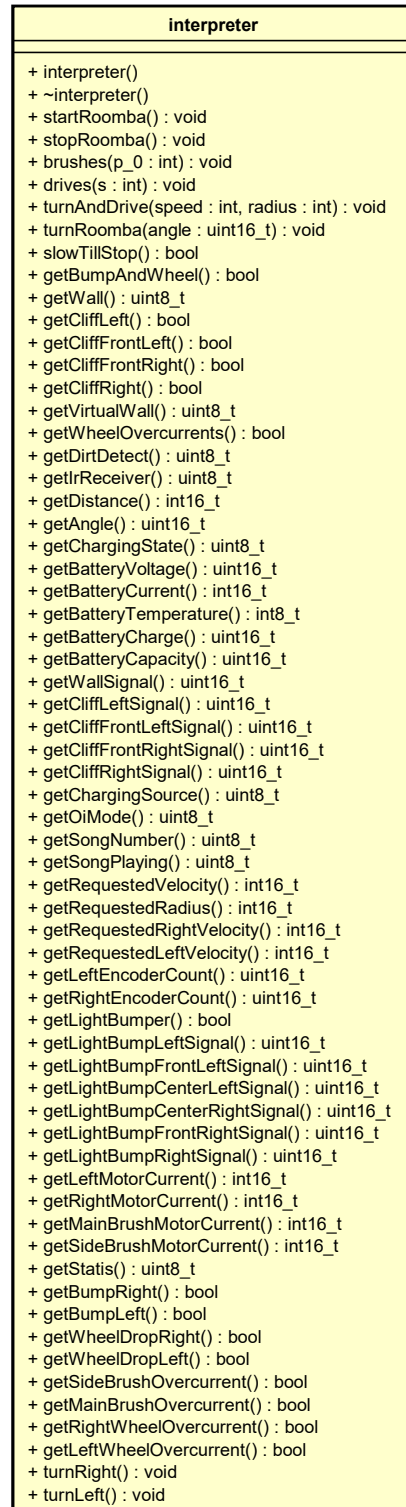 interpreter
+ interpreter()
+ ~interpreter()
+ startRoomba() : void
+ stopRoomba() : void
+ brushes(p_0 : int) : void
+ drives(s : int) : void
+ turnAndDrive(speed : int, radius : int) : void
+ turnRoomba(angle : uint16_t) : void
+ slowTillStop() : bool
+ getBumpAndWheel() : bool
+ getWall() : uint8_t
+ getCliffLeft() : bool
+ getCliffFrontLeft() : bool
+ getCliffFrontRight() : bool
+ getCliffRight() : bool
+ getVirtualWall() : uint8_t
+ getWheelOvercurrents() : bool
+ getDirtDetect() : uint8_t
+ getIrReceiver() : uint8_t
+ getDistance() : int16_t
+ getAngle() : uint16_t
+ getChargingState() : uint8_t
+ getBatteryVoltage() : uint16_t
+ getBatteryCurrent() : int16_t
+ getBatteryTemperature() : int8_t
+ getBatteryCharge() : uint16_t
+ getBatteryCapacity() : uint16_t
+ getWallSignal() : uint16_t
+ getCliffLeftSignal() : uint16_t
+ getCliffFrontLeftSignal() : uint16_t
+ getCliffFrontRightSignal() : uint16_t
+ getCliffRightSignal() : uint16_t
+ getChargingSource() : uint8_t
+ getOiMode() : uint8_t
+ getSongNumber() : uint8_t
+ getSongPlaying() : uint8_t
+ getRequestedVelocity() : int16_t
+ getRequestedRadius() : int16_t
+ getRequestedRightVelocity() : int16_t
+ getRequestedLeftVelocity() : int16_t
+ getLeftEncoderCount() : uint16_t
+ getRightEncoderCount() : uint16_t
+ getLightBumper() : bool
+ getLightBumpLeftSignal() : uint16_t
+ getLightBumpFrontLeftSignal() : uint16_t
+ getLightBumpCenterLeftSignal() : uint16_t
+ getLightBumpCenterRightSignal() : uint16_t
+ getLightBumpFrontRightSignal() : uint16_t
+ getLightBumpRightSignal() : uint16_t
+ getLeftMotorCurrent() : int16_t
+ getRightMotorCurrent() : int16_t
+ getMainBrushMotorCurrent() : int16_t
+ getSideBrushMotorCurrent() : int16_t
+ getStatis() : uint8_t
+ getBumpRight() : bool
+ getBumpLeft() : bool
+ getWheelDropRight() : bool
+ getWheelDropLeft() : bool
+ getSideBrushOvercurrent() : bool
+ getMainBrushOvercurrent() : bool
+ getRightWheelOvercurrent() : bool
+ getLeftWheelOvercurrent() : bool
+ turnRight() : void
+ turnLeft() : void